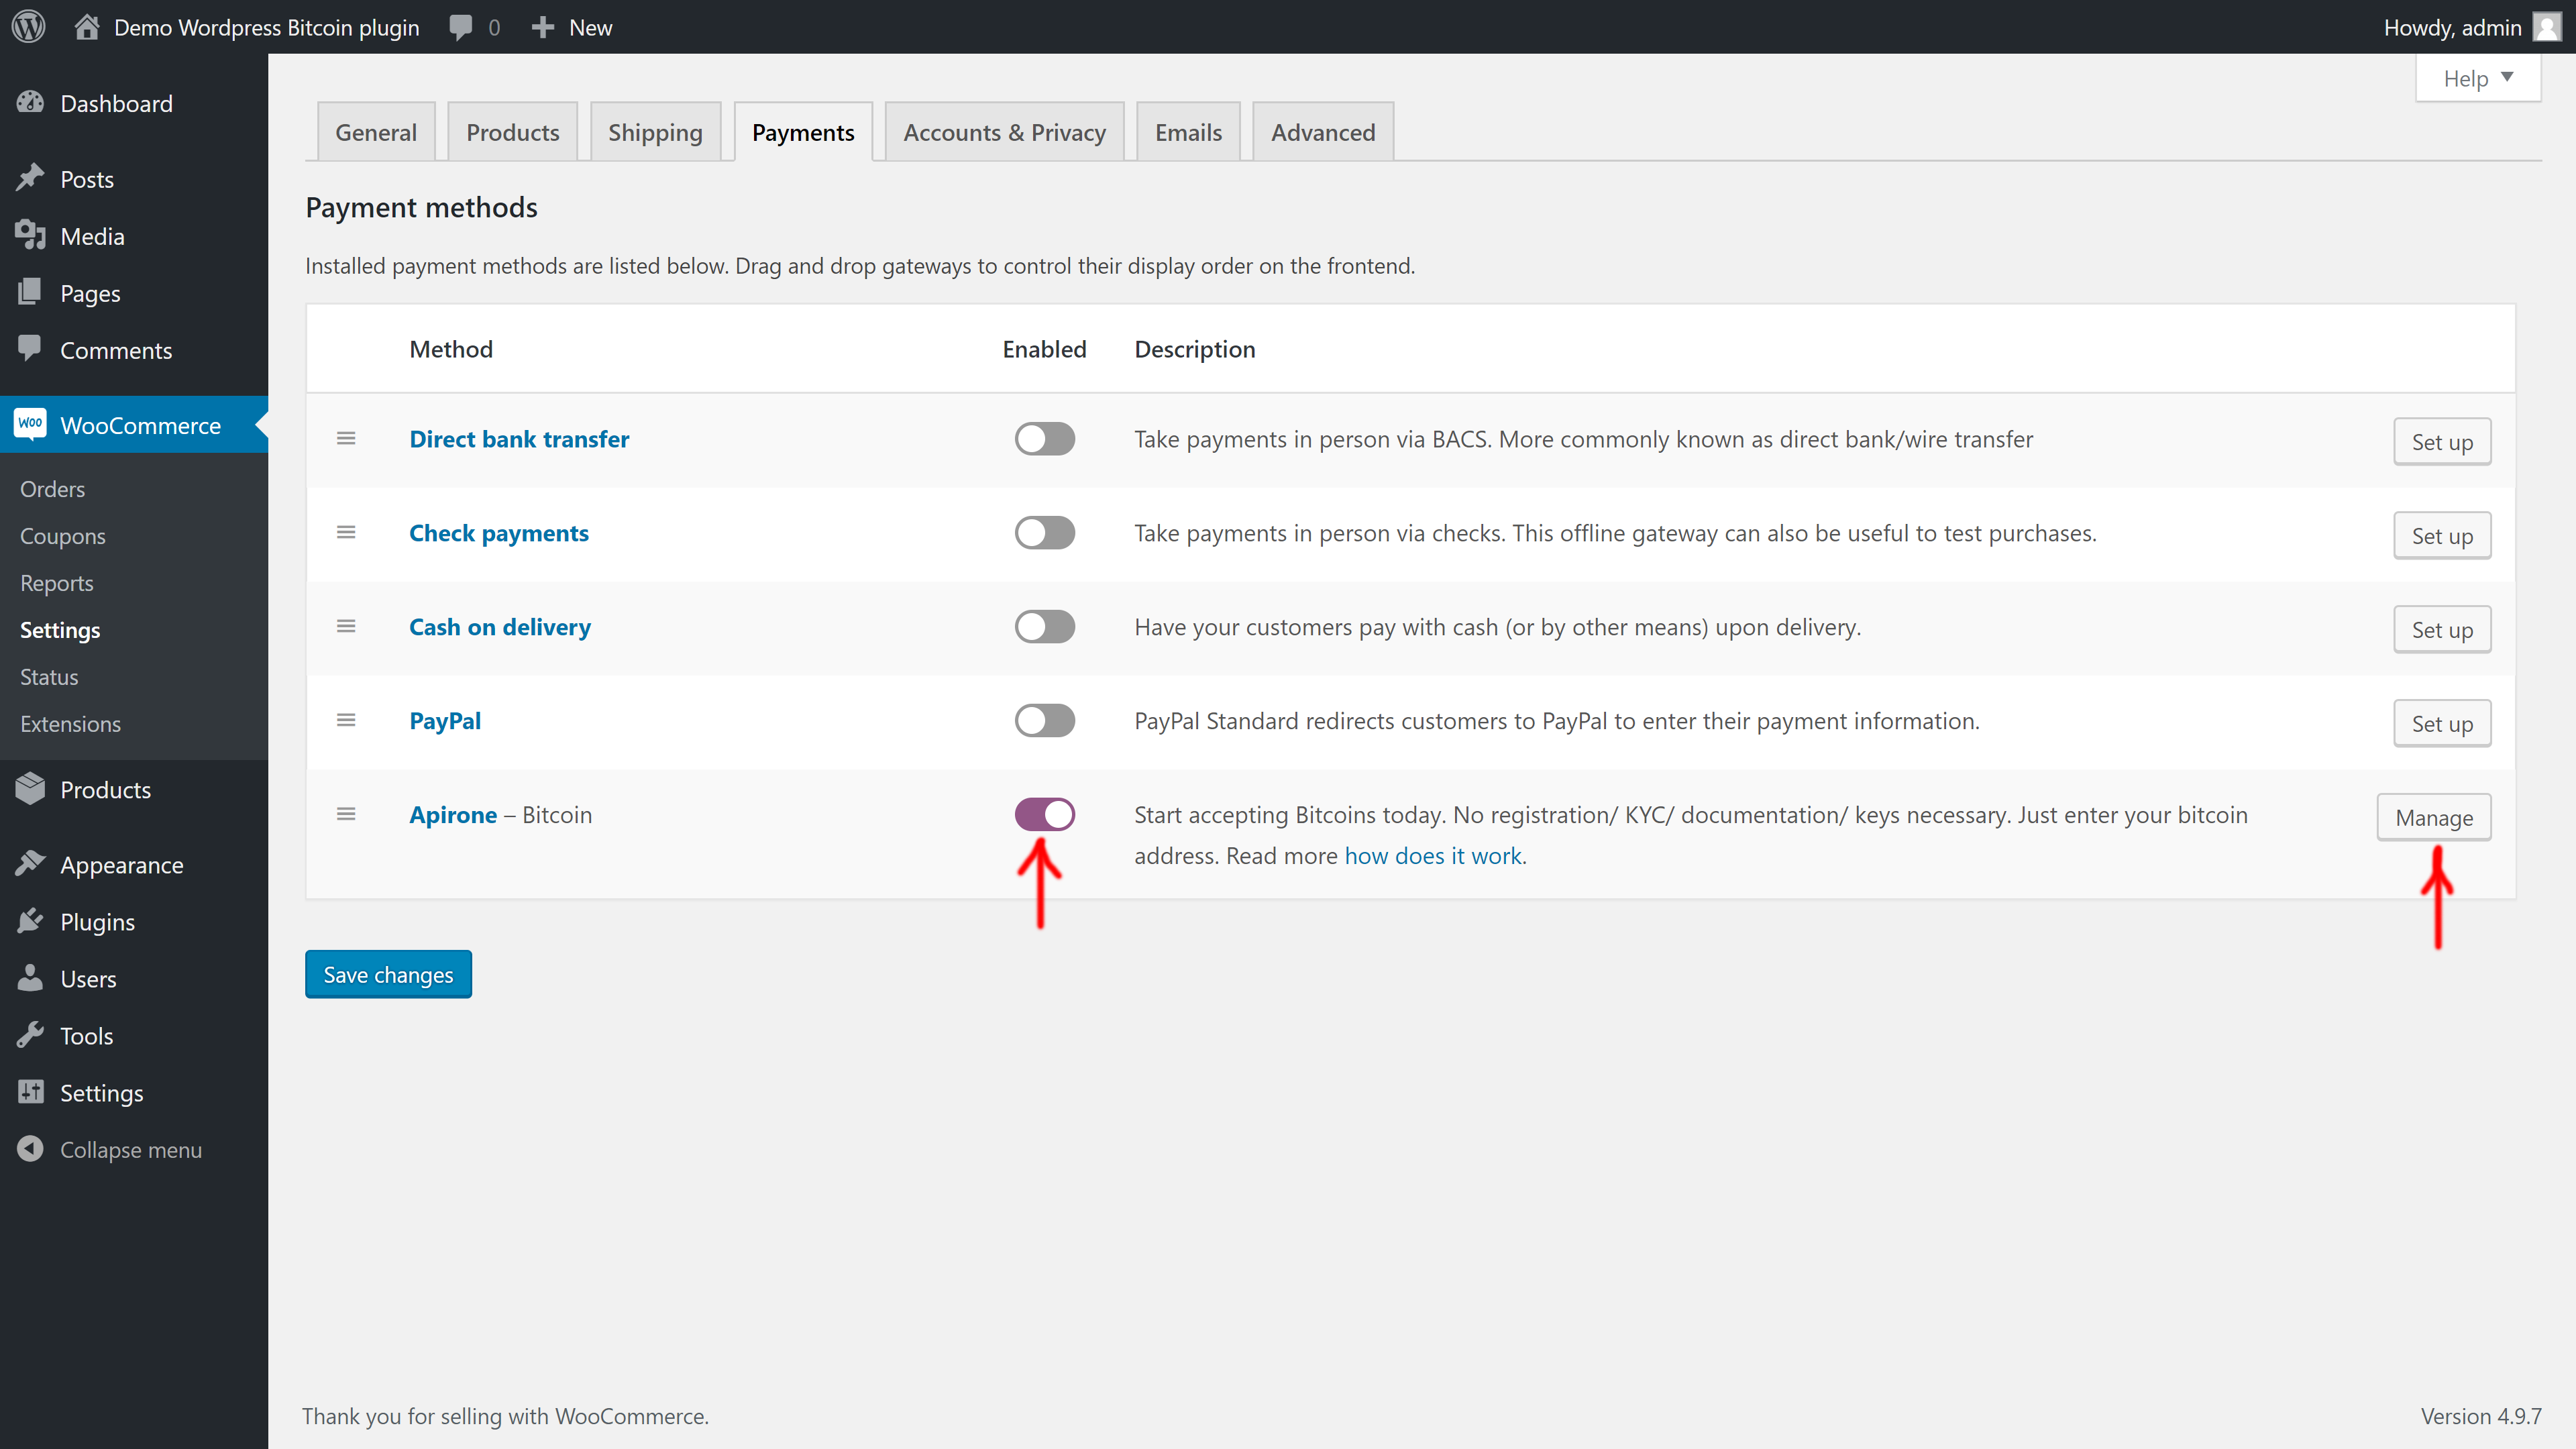 Demo Wordpress Bitcoin plugin 0 New Howdy, admin
Help
Dashboard
Posts
Media
Pages
Comments
WOO WooCommerce
Orders
Coupons
Reports
Settings
Status
Extensions
Products
Appearance
Plugins
Users
Tools
Settings
Collapse menu
General Products Shipping Payments Accounts & Privacy Emails Advanced
Payment methods
Installed payment methods are listed below. Drag and drop gateways to control their display order on the frontend.
Method Enabled Description
Direct bank transfer Take payments in person via BACS. More commonly known as direct bank/wire transfer Set up
Check payments Take payments in person via checks. This offline gateway can also be useful to test purchases. Set up
Cash on delivery Have your customers pay with cash (or by other means) upon delivery. Set up
PayPal PayPal Standard redirects customers to PayPal to enter their payment information. Set up
Apirone – Bitcoin Start accepting Bitcoins today. No registration/ KYC/ documentation/ keys necessary. Just enter your bitcoin Manage
address. Read more how does it work.
Save changes
Thank you for selling with WooCommerce. Version 4.9.7